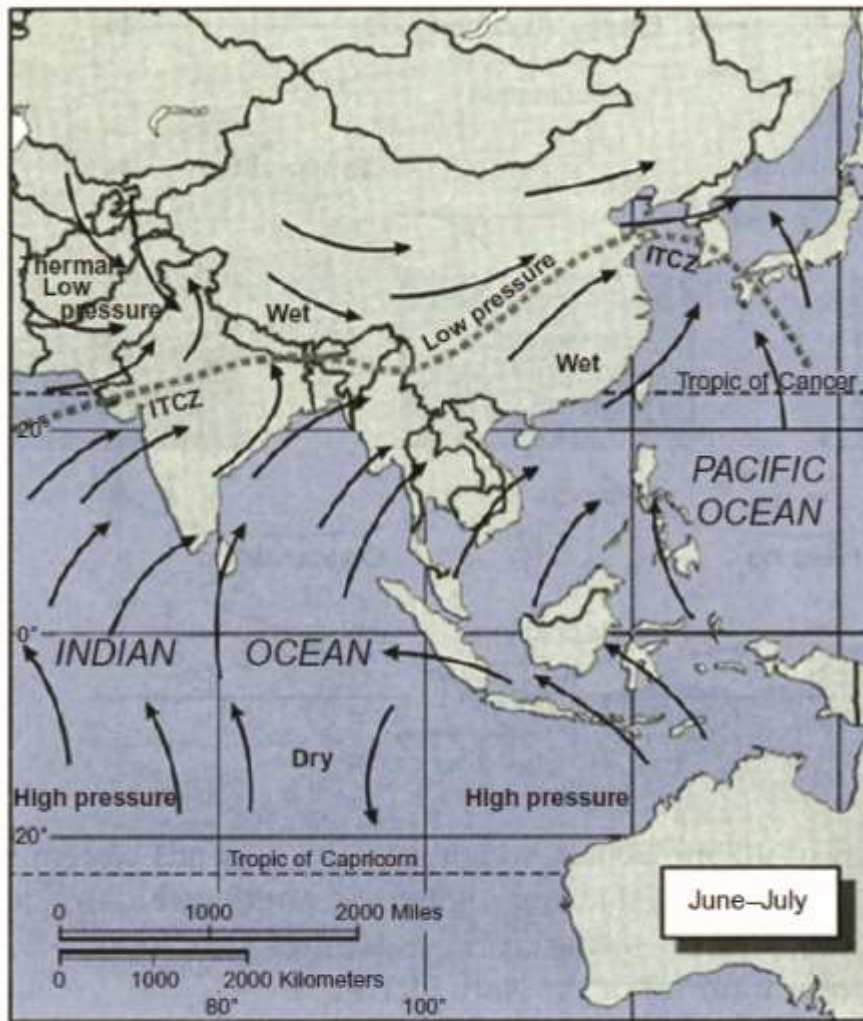 Thermal
Low
pressure
Wet
Low pressure
ITCZ
Wet
ITCZ
Tropic of Cancer
20°
PACIFIC
OCEAN
0°
INDIAN OCEAN
Dry
High pressure
High pressure
20°
Tropic of Capricorn
June–July
0 1000 2000 Miles
0 1000 2000 Kilometers
80° 100°